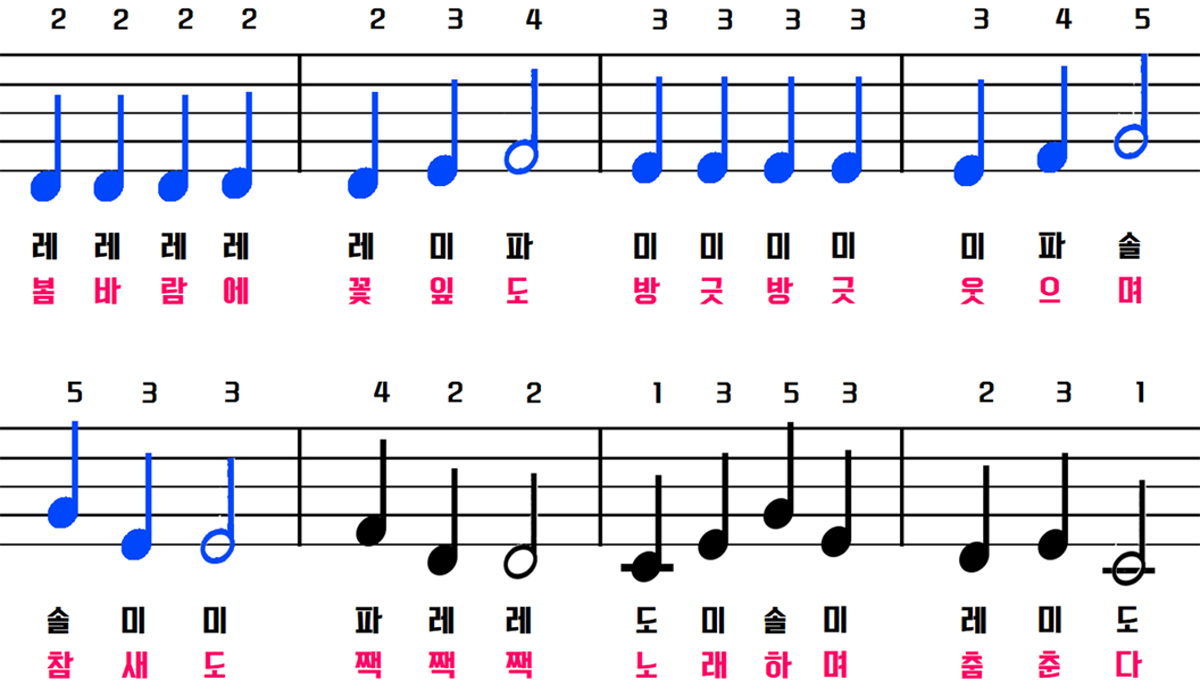 2 2 2 2 2 3 4 3 3 3 3 3 4 5
레 레 레 레 레 미 파 미 미 미 미 미 파 솔
봄 바 람 에 꽃 잎 도 방 긋 방 긋 웃 으 며
5 3 3 4 2 2 1 3 5 3 2 3 1
솔 미 미 파 레 레 도 미 솔 미 레 미 도
참 새 도 짹 짹 짹 노 래 하 며 춤 춘 다